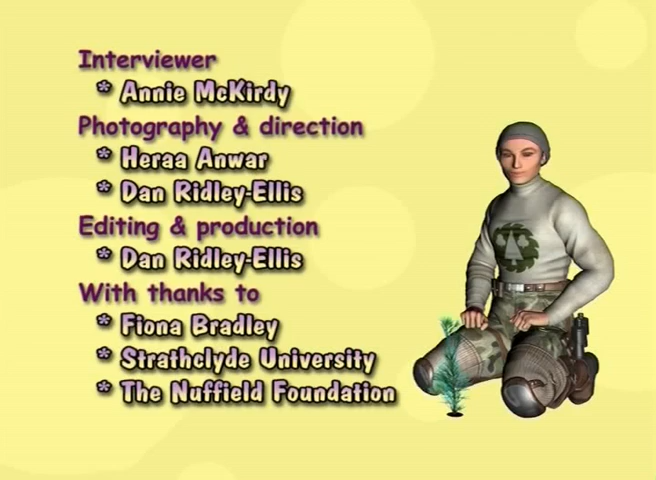 Interviewer
* Annie McKirdy
Photography & direction
* Heraa Anwar
* Dan Ridley-Ellis
Editing & production
* Dan Ridley-Ellis
With thanks to
* Fiona Bradley
* Strathclyde University
* The Nuffield Foundation